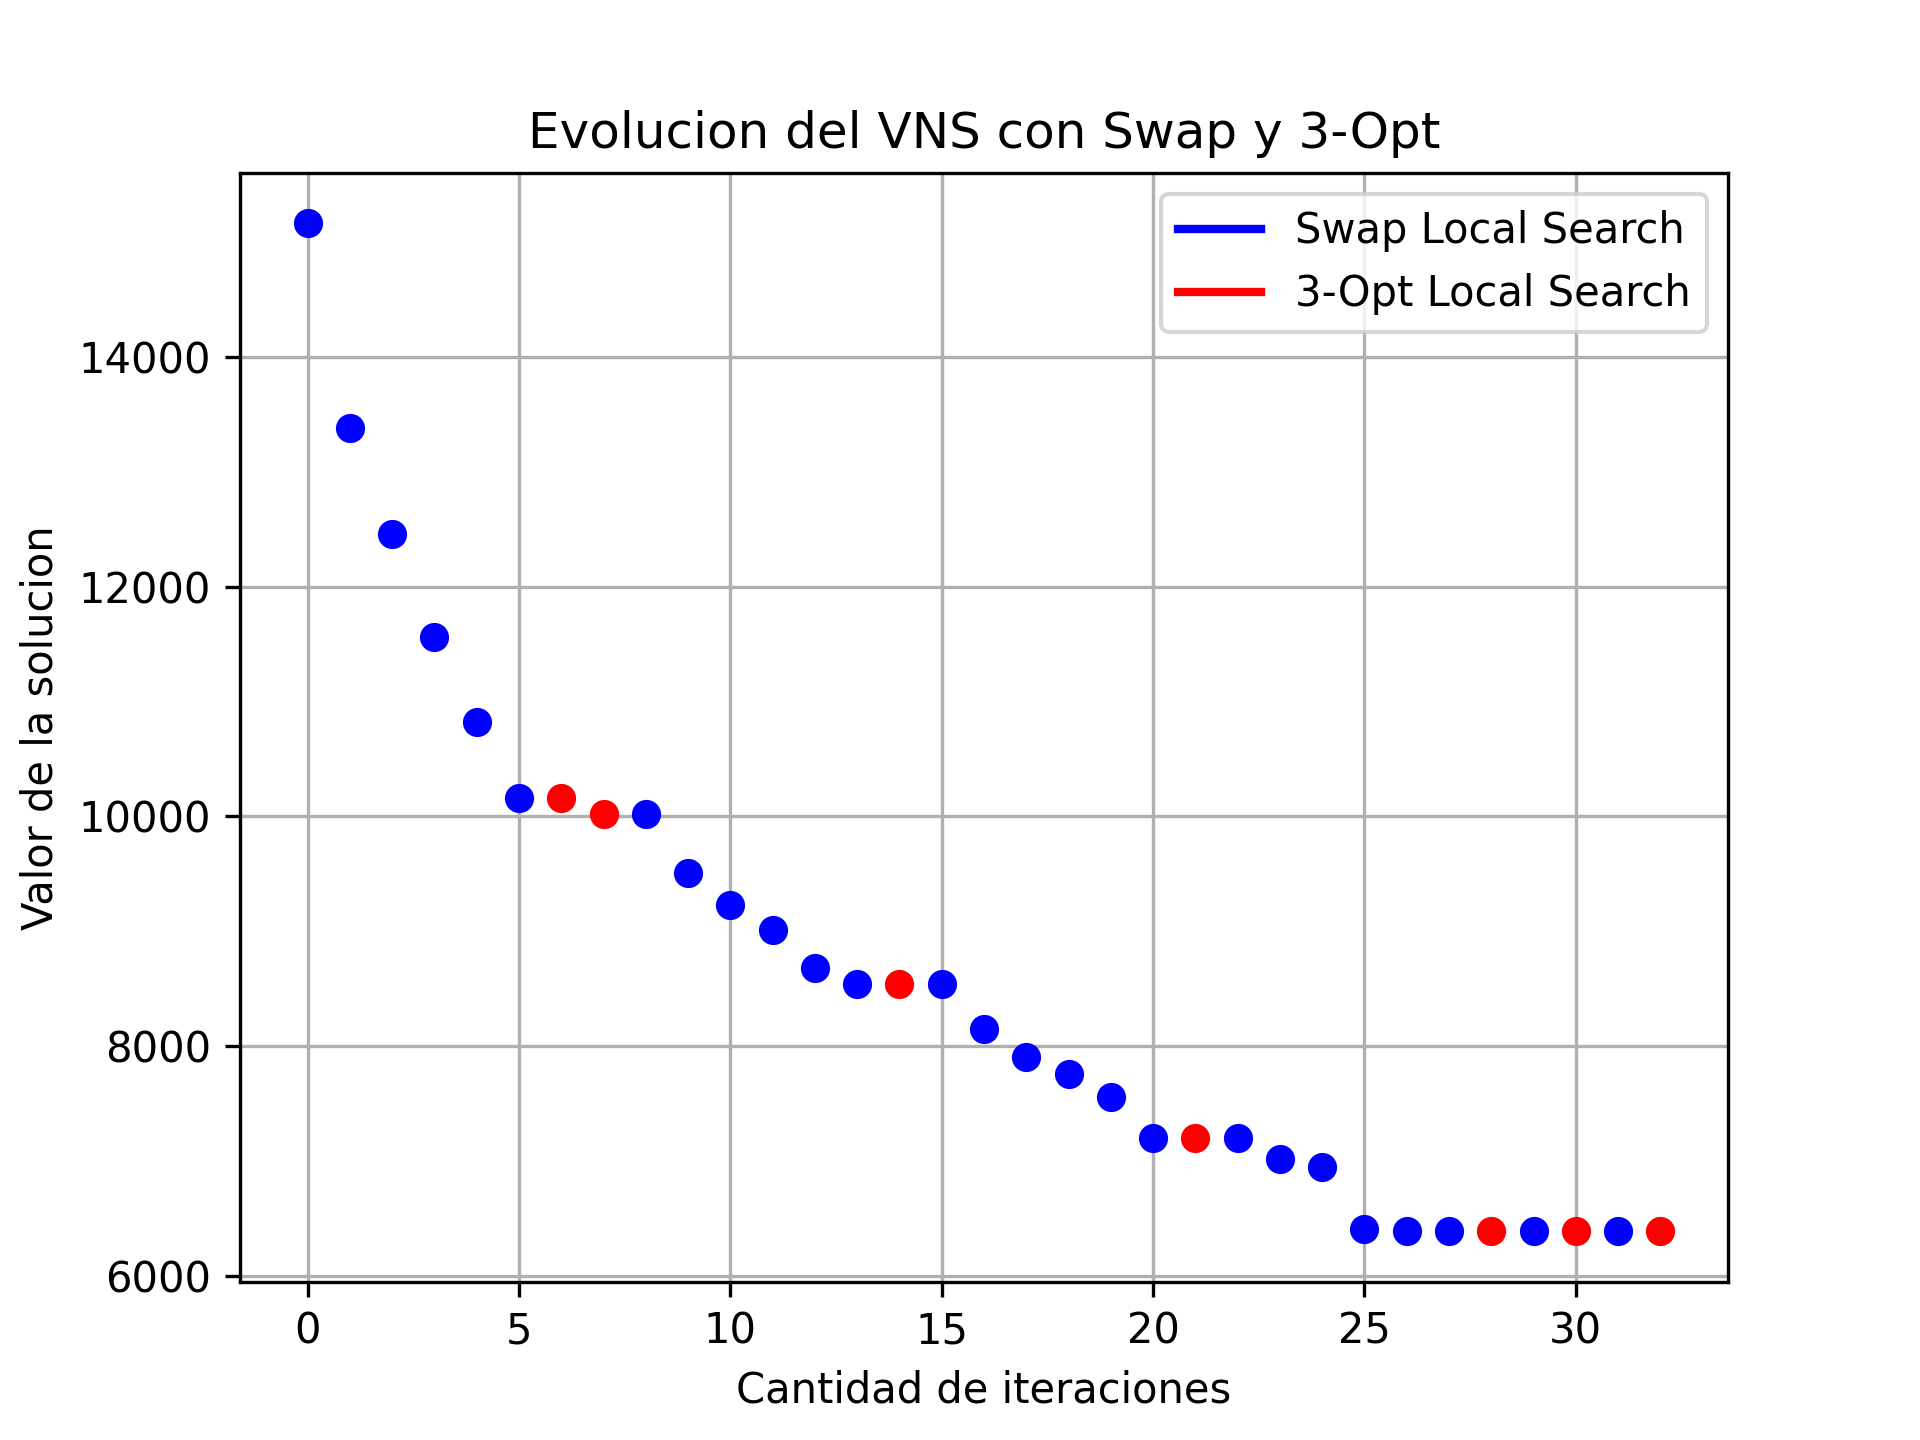 Evolucion del VNS con Swap y 3-Opt
Swap Local Search
3-Opt Local Search
Valor de la solucion
14000
12000
10000
8000
6000
0 5 10 15 20 25 30
Cantidad de iteraciones